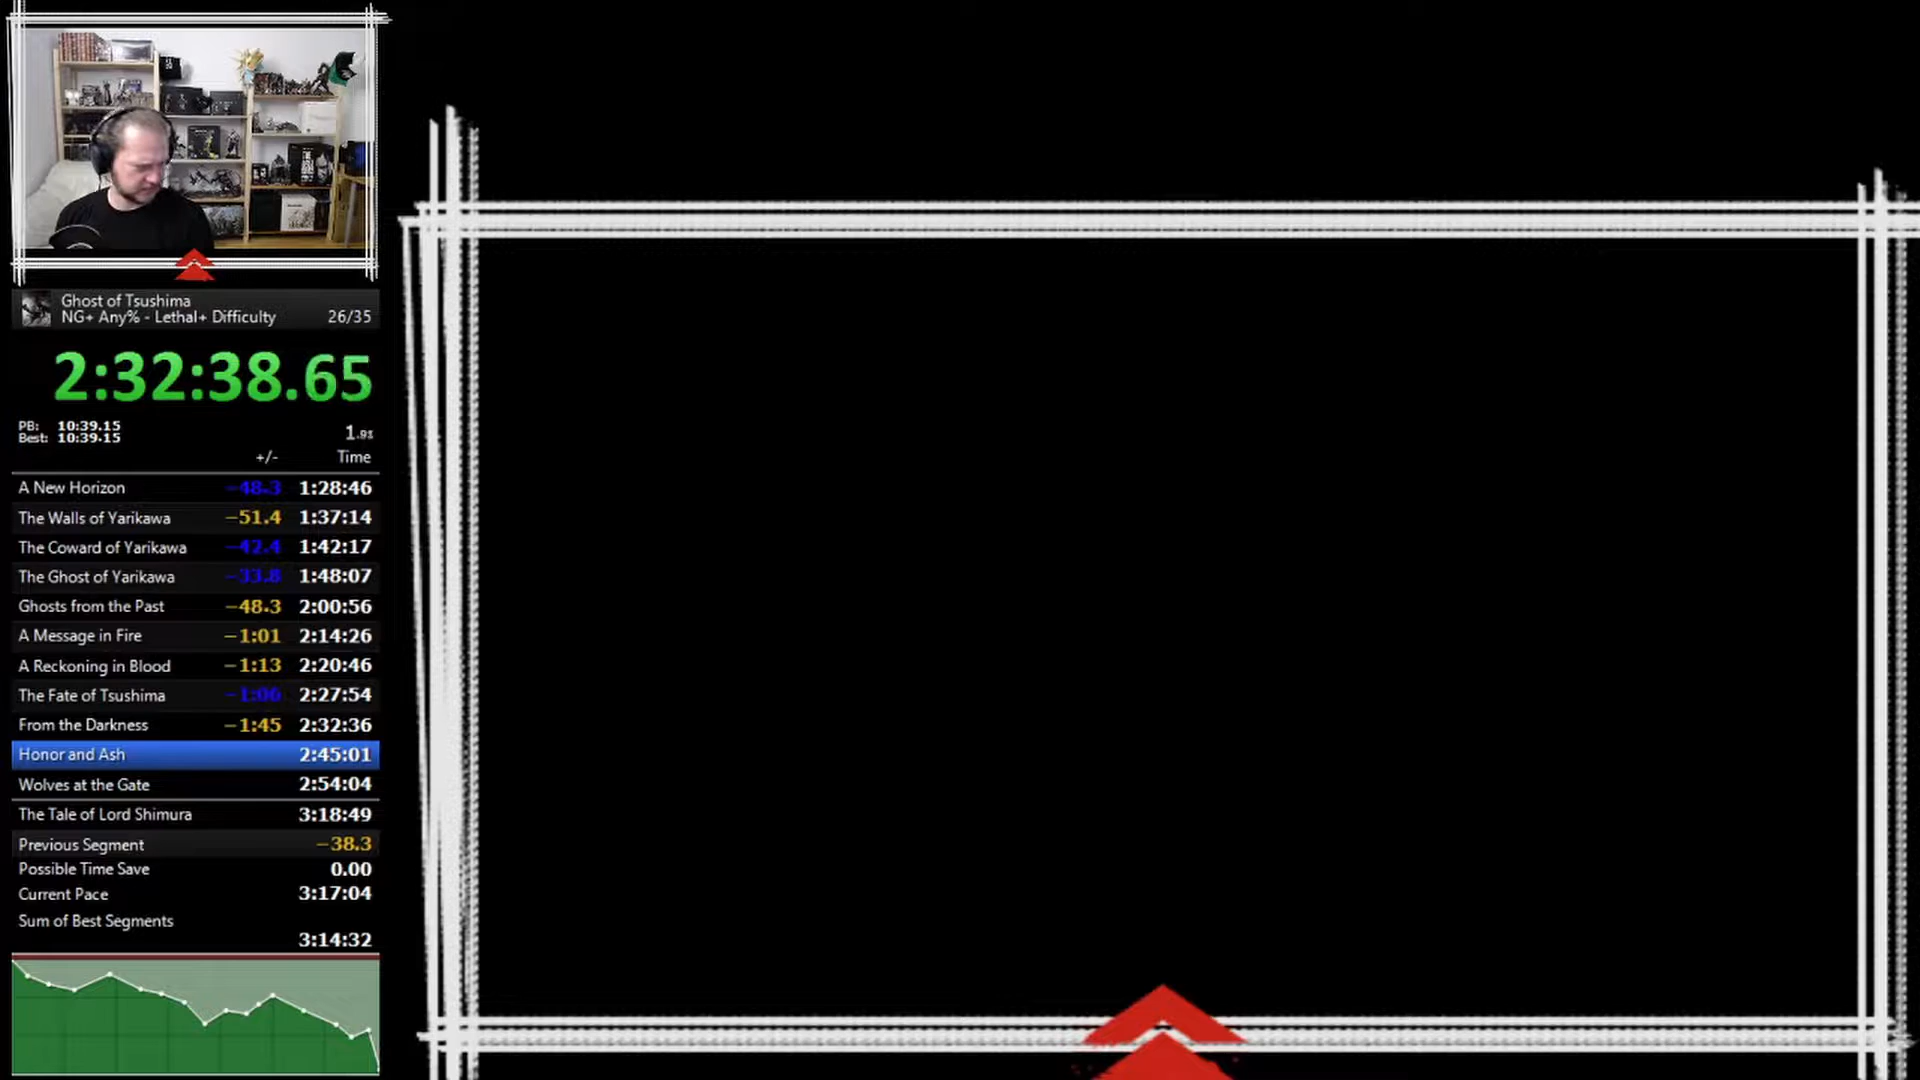 Ghost of Tsushima
NG+ Any% - Lethal+ Difficulty 26/35
2:32:38.65
PB: 10:39.15
Best: 10:39.15
+/- Time
A New Horizon −48.3 1:28:46
The Walls of Yarikawa −51.4 1:37:14
The Coward of Yarikawa −42.4 1:42:17
The Ghost of Yarikawa −33.8 1:48:07
Ghosts from the Past −48.3 2:00:56
A Message in Fire −1:01 2:14:26
A Reckoning in Blood −1:13 2:20:46
The Fate of Tsushima −1:06 2:27:54
From the Darkness −1:45 2:32:36
Honor and Ash 2:45:01
Wolves at the Gate 2:54:04
The Tale of Lord Shimura 3:18:49
Previous Segment −38.3
Possible Time Save 0.00
Current Pace 3:17:04
Sum of Best Segments
3:14:32